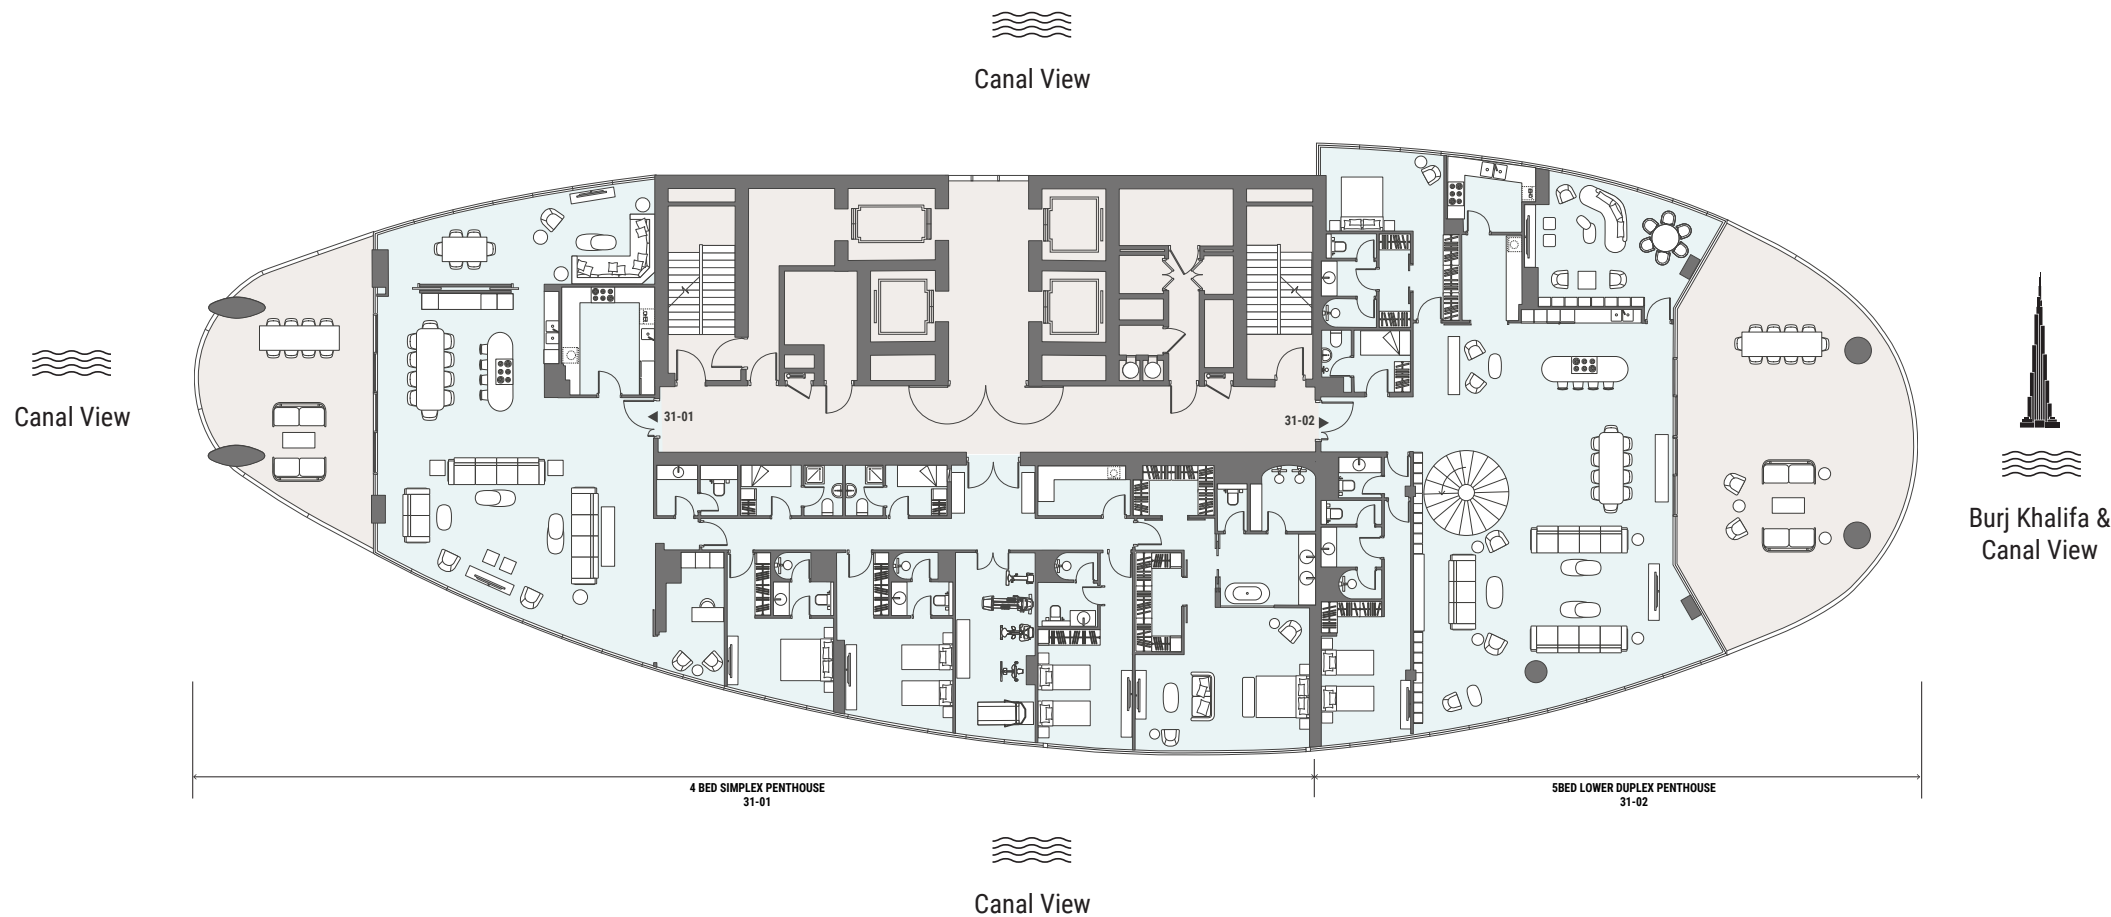 Canal View
Canal View
31-01
31-02
Burj Khalifa &
Canal View
4 BED SIMPLEX PENTHOUSE
31-01
5BED LOWER DUPLEX PENTHOUSE
31-02
Canal View